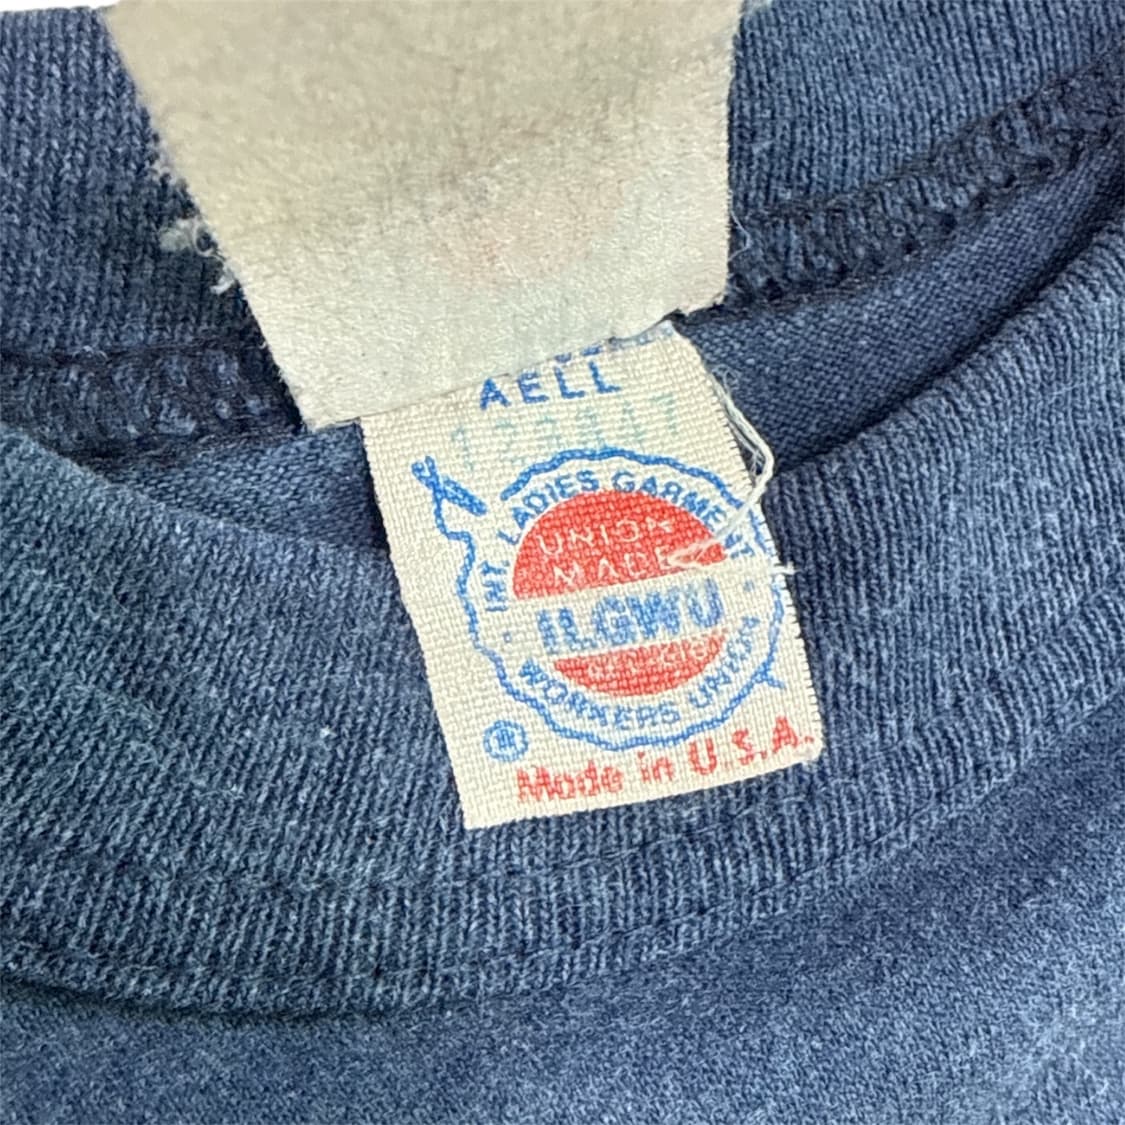 AELL
INT. LADIES GARMENT
UNION
MADE
ILGWU
WORKERS UNION
®
Made in U.S.A.